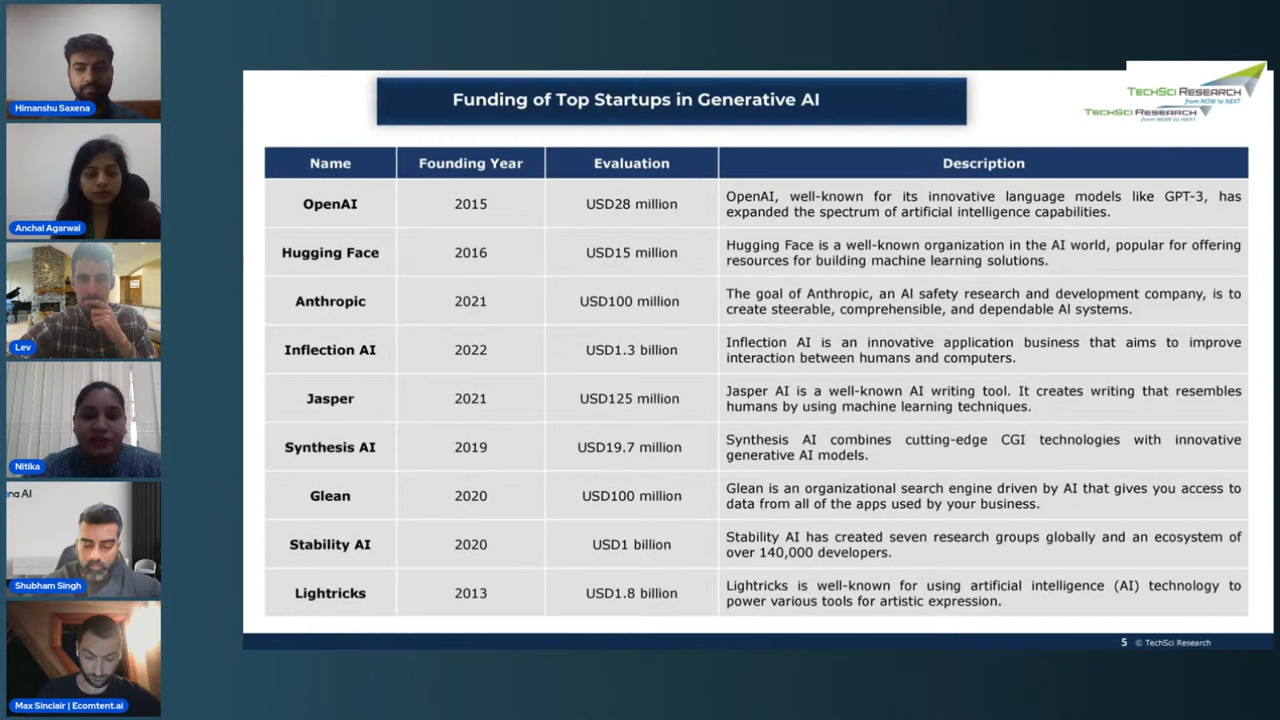 Himanshu Saxena
Anchal Agarwal
Lev
Nitika
na AI
Shubham Singh
Max Sinclair | Ecomtent.ai
Funding of Top Startups in Generative AI
TECHSCI RESEARCH
from NOW to NEXT
TECHSCI RESEARCH
from NOW to NEXT
Name Founding Year Evaluation Description
OpenAI 2015 USD28 million OpenAI, well-known for its innovative language models like GPT-3, has
expanded the spectrum of artificial intelligence capabilities.
Hugging Face 2016 USD15 million Hugging Face is a well-known organization in the AI world, popular for offering
resources for building machine learning solutions.
Anthropic 2021 USD100 million The goal of Anthropic, an AI safety research and development company, is to
create steerable, comprehensible, and dependable AI systems.
Inflection AI 2022 USD1.3 billion Inflection AI is an innovative application business that aims to improve
interaction between humans and computers.
Jasper 2021 USD125 million Jasper AI is a well-known AI writing tool. It creates writing that resembles
humans by using machine learning techniques.
Synthesis AI 2019 USD19.7 million Synthesis AI combines cutting-edge CGI technologies with innovative
generative AI models.
Glean 2020 USD100 million Glean is an organizational search engine driven by AI that gives you access to
data from all of the apps used by your business.
Stability AI 2020 USD1 billion Stability AI has created seven research groups globally and an ecosystem of
over 140,000 developers.
Lightricks 2013 USD1.8 billion Lightricks is well-known for using artificial intelligence (AI) technology to
power various tools for artistic expression.
5 © TechSci Research